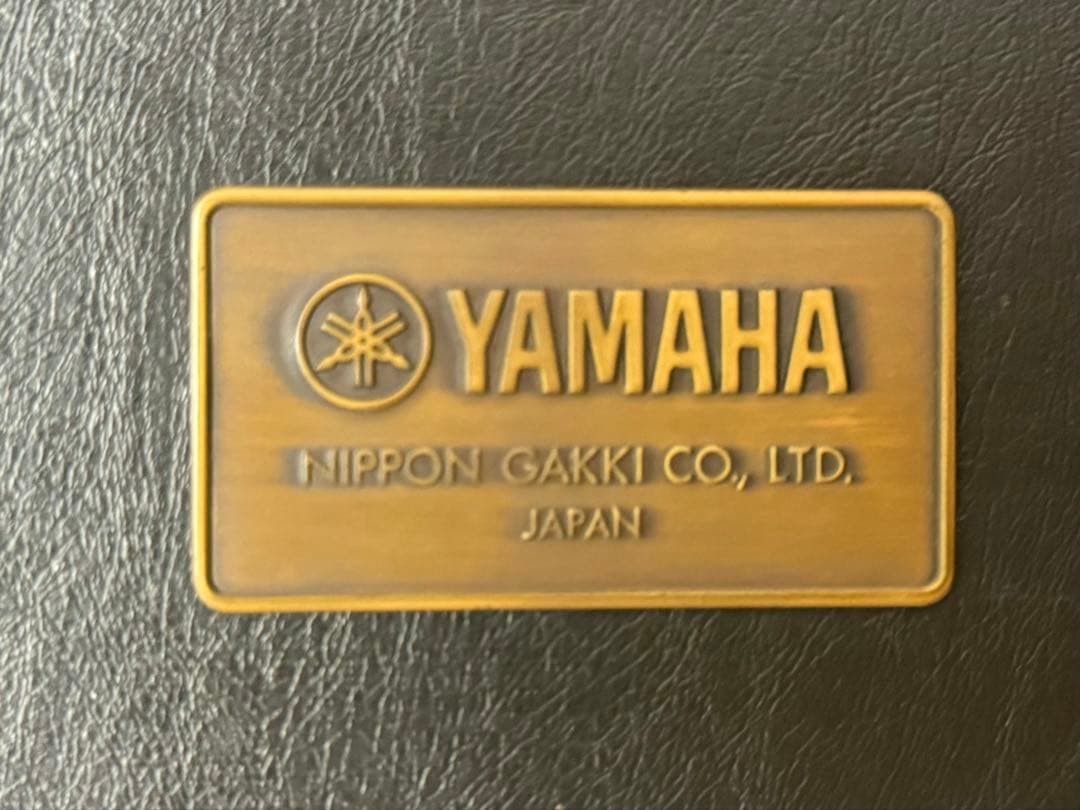 YAMAHA
NIPPON GAKKI CO., LTD.
JAPAN